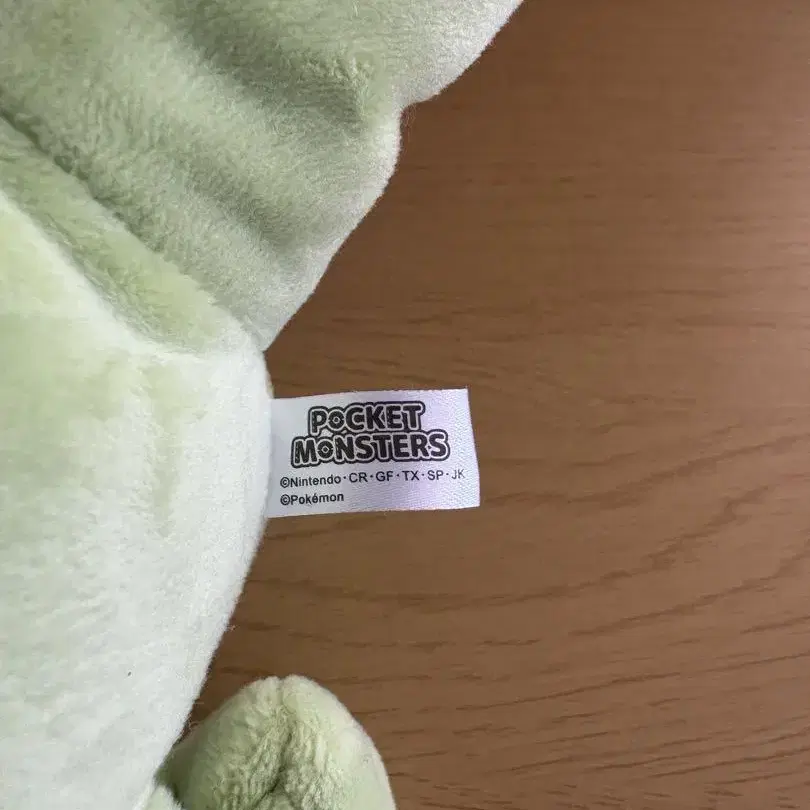 POCKET
MONSTERS
©Nintendo・CR・GF・TX・SP・JK
©Pokémon